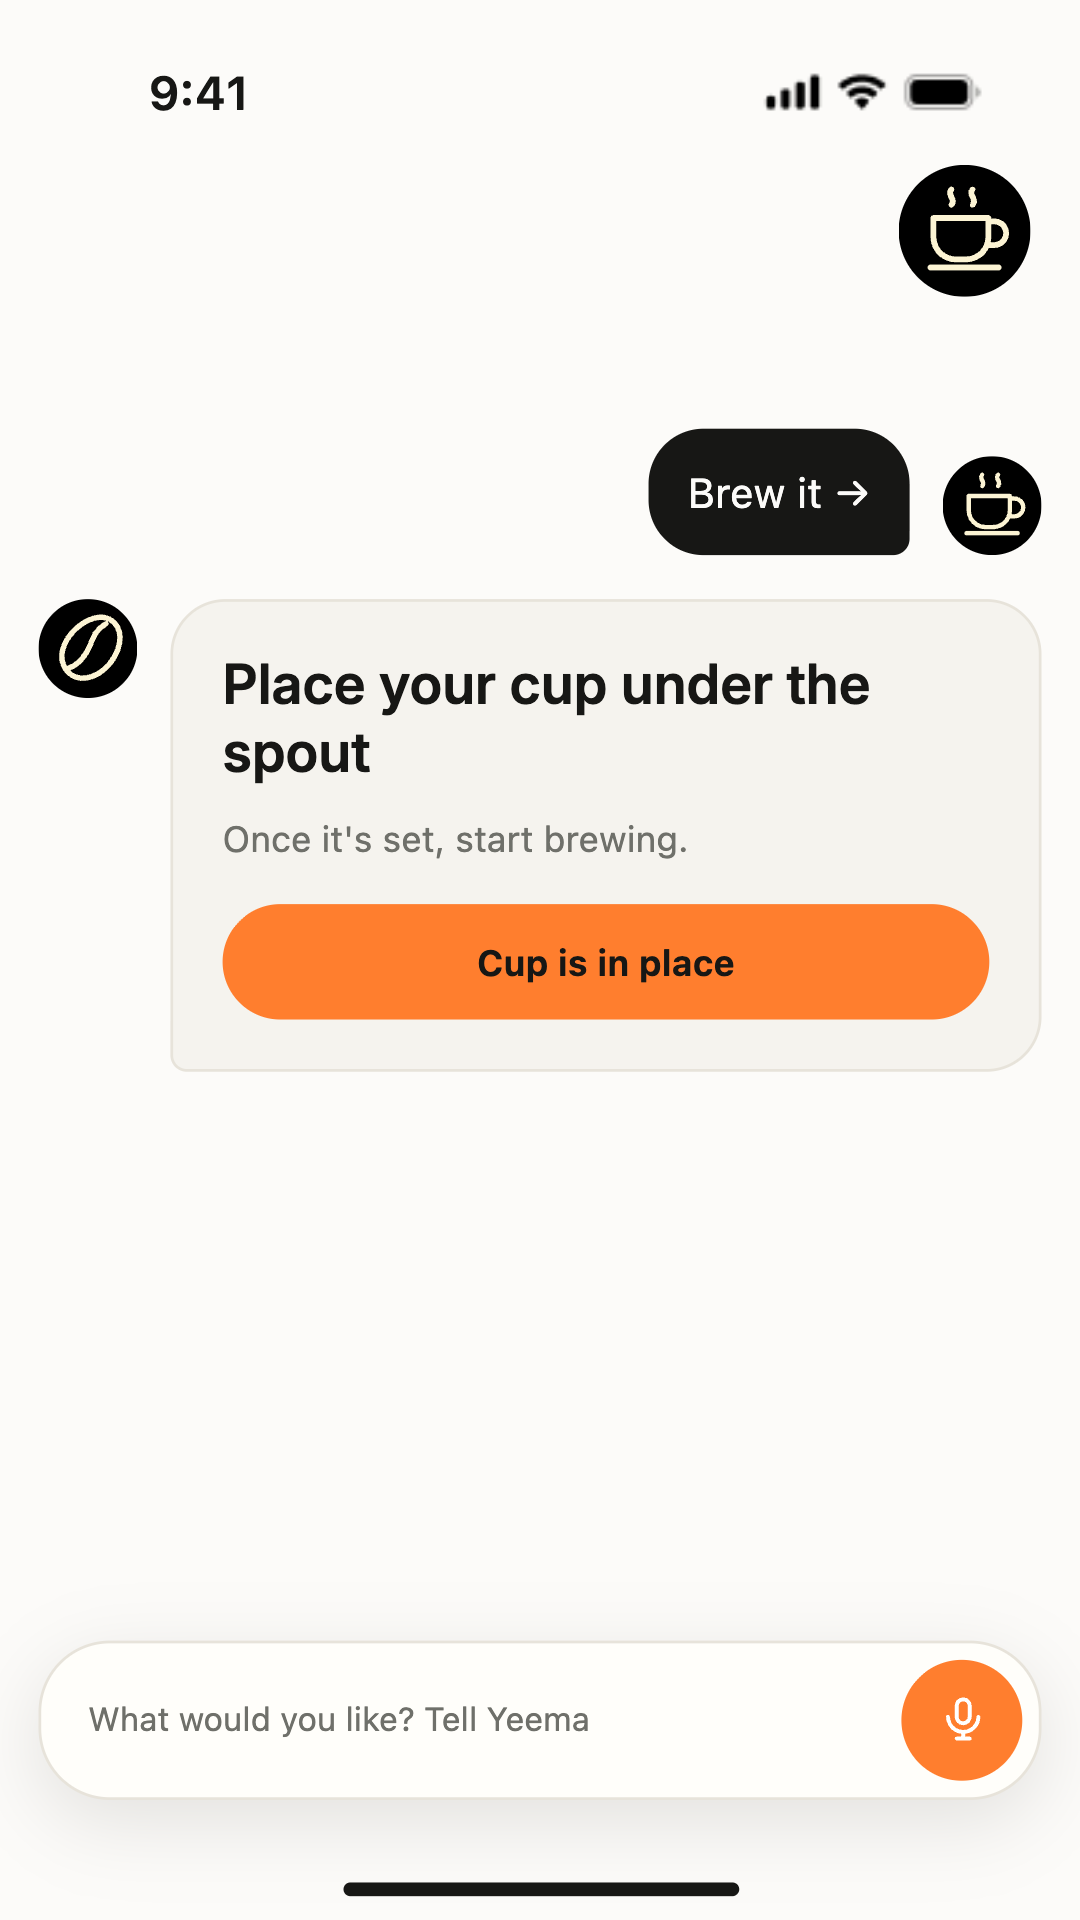 9:41
Brew it →
Place your cup under the
spout
Once it's set, start brewing.
Cup is in place
What would you like? Tell Yeema